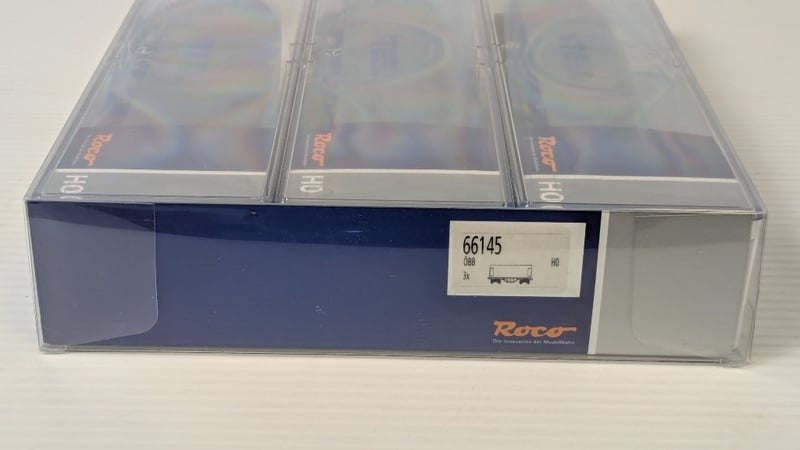 Roco
H0
Roco
H0
Roco
H0
66145
ÖBB H0
3x
Roco
Die Innovation der Modellbahn